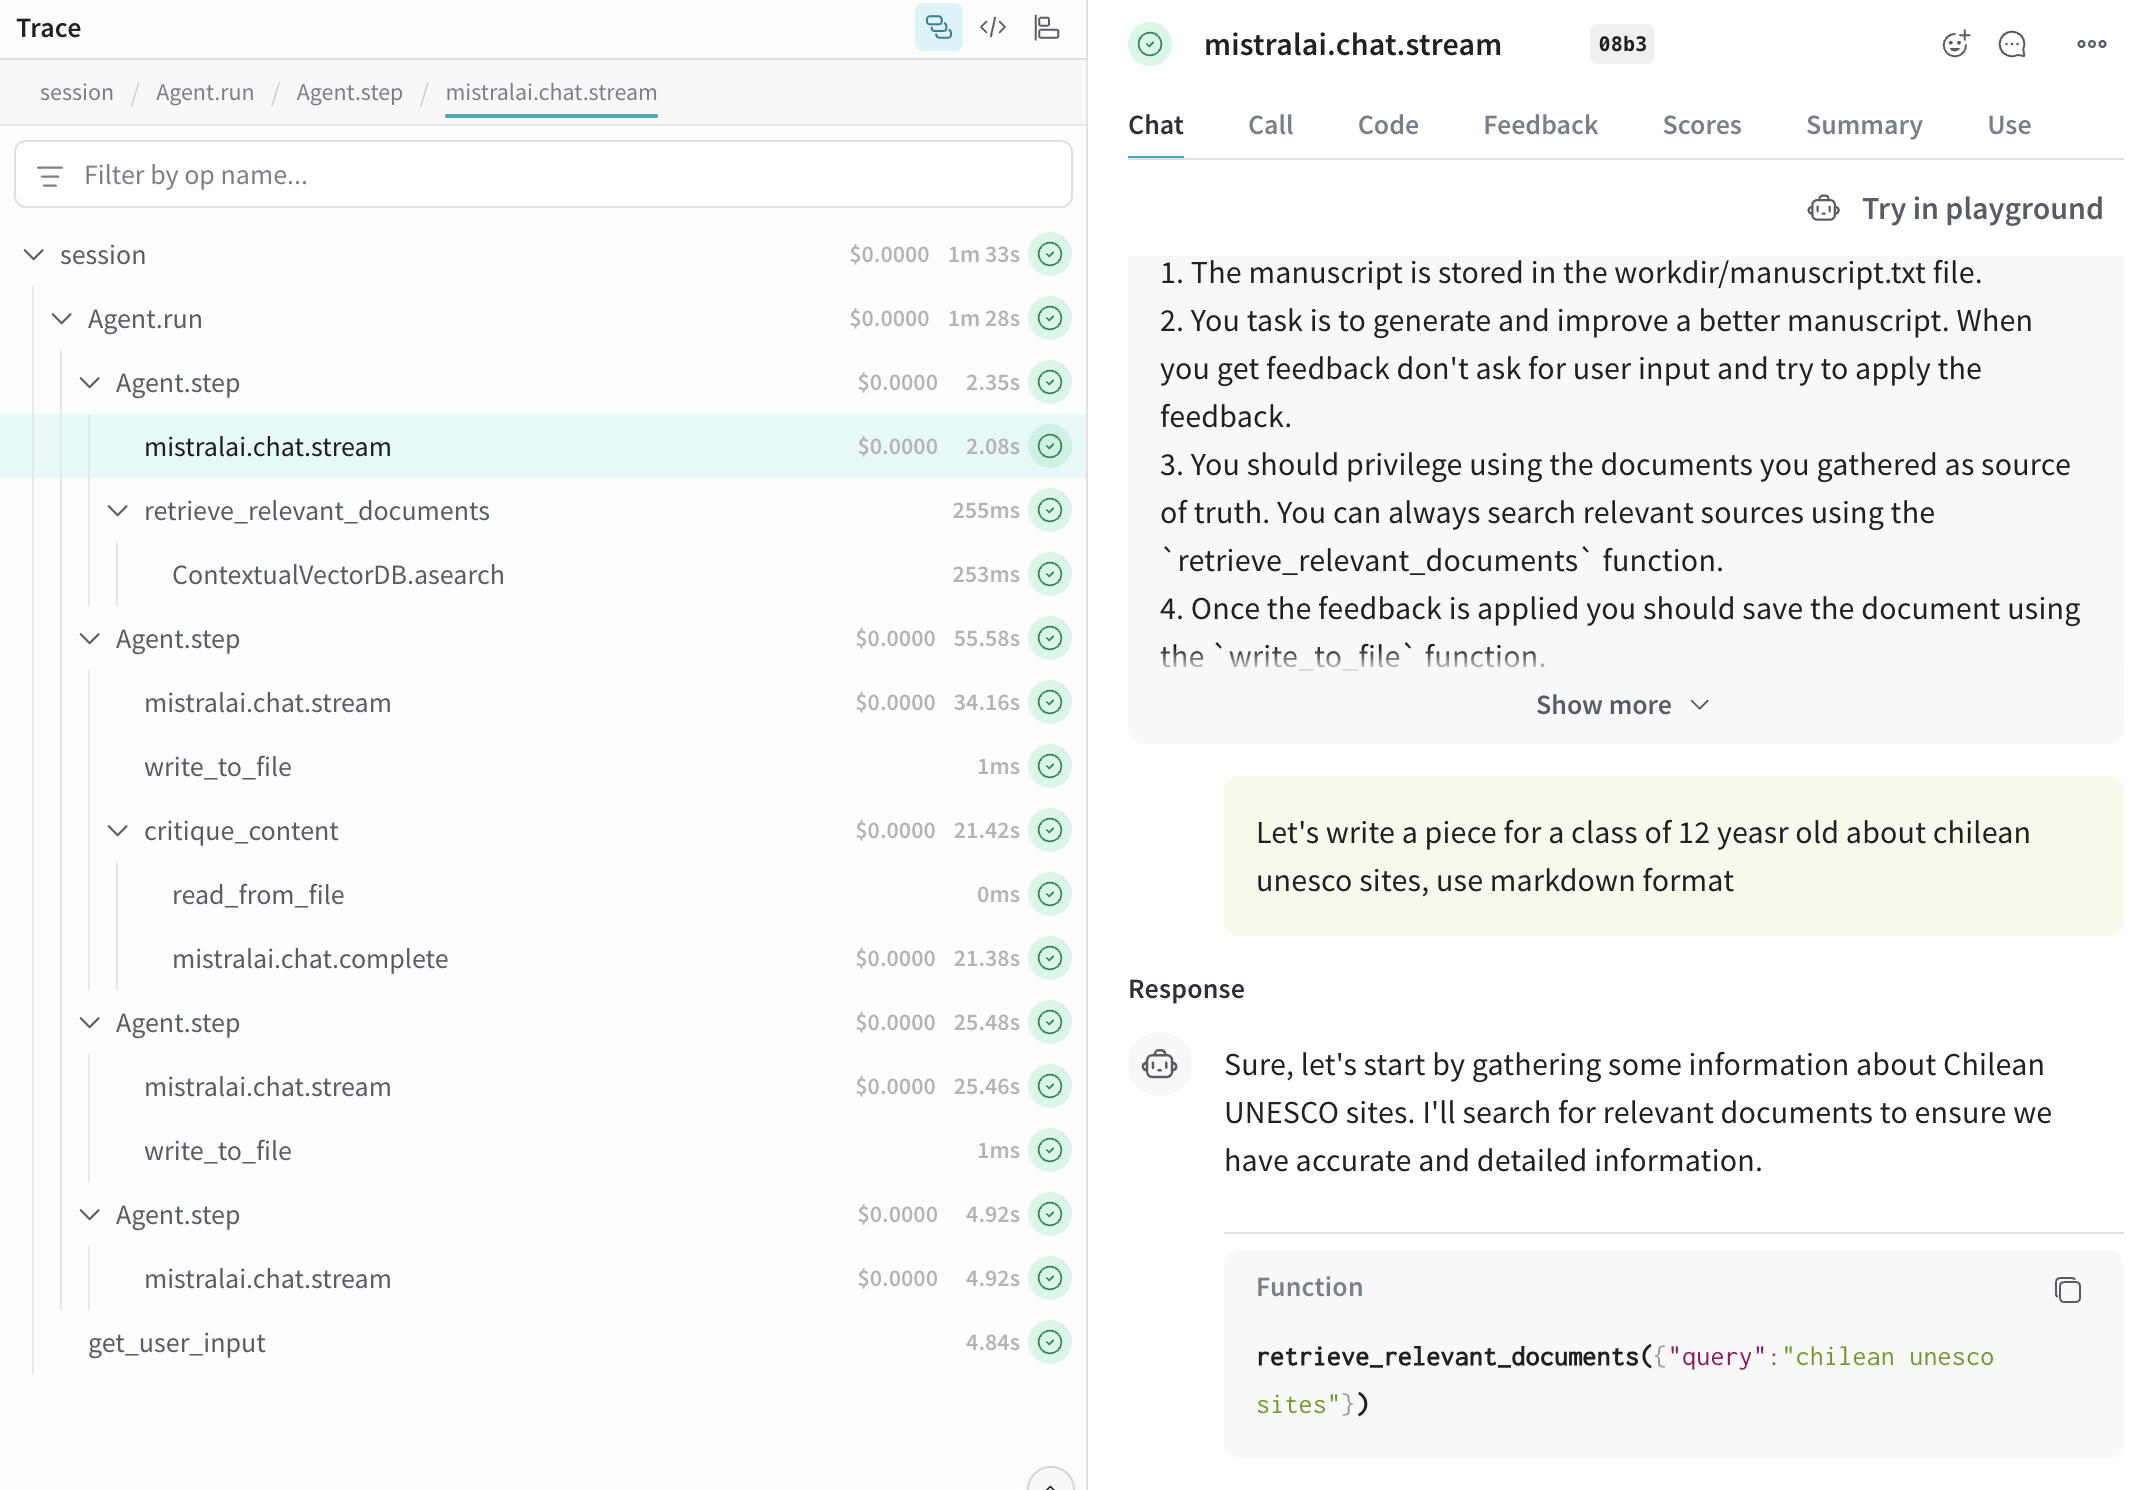 Trace
session / Agent.run / Agent.step / mistralai.chat.stream
Filter by op name...
session $0.0000 1m 33s
Agent.run $0.0000 1m 28s
Agent.step $0.0000 2.35s
mistralai.chat.stream $0.0000 2.08s
retrieve_relevant_documents 255ms
ContextualVectorDB.asearch 253ms
Agent.step $0.0000 55.58s
mistralai.chat.stream $0.0000 34.16s
write_to_file 1ms
critique_content $0.0000 21.42s
read_from_file 0ms
mistralai.chat.complete $0.0000 21.38s
Agent.step $0.0000 25.48s
mistralai.chat.stream $0.0000 25.46s
write_to_file 1ms
Agent.step $0.0000 4.92s
mistralai.chat.stream $0.0000 4.92s
get_user_input 4.84s
mistralai.chat.stream 08b3
Chat Call Code Feedback Scores Summary Use
Try in playground
1. The manuscript is stored in the workdir/manuscript.txt file.
2. You task is to generate and improve a better manuscript. When
you get feedback don't ask for user input and try to apply the
feedback.
3. You should privilege using the documents you gathered as source
of truth. You can always search relevant sources using the
`retrieve_relevant_documents` function.
4. Once the feedback is applied you should save the document using
the `write_to_file` function.
Show more
Let's write a piece for a class of 12 yeasr old about chilean
unesco sites, use markdown format
Response
Sure, let's start by gathering some information about Chilean
UNESCO sites. I'll search for relevant documents to ensure we
have accurate and detailed information.
Function
retrieve_relevant_documents({"query":"chilean unesco
sites"})